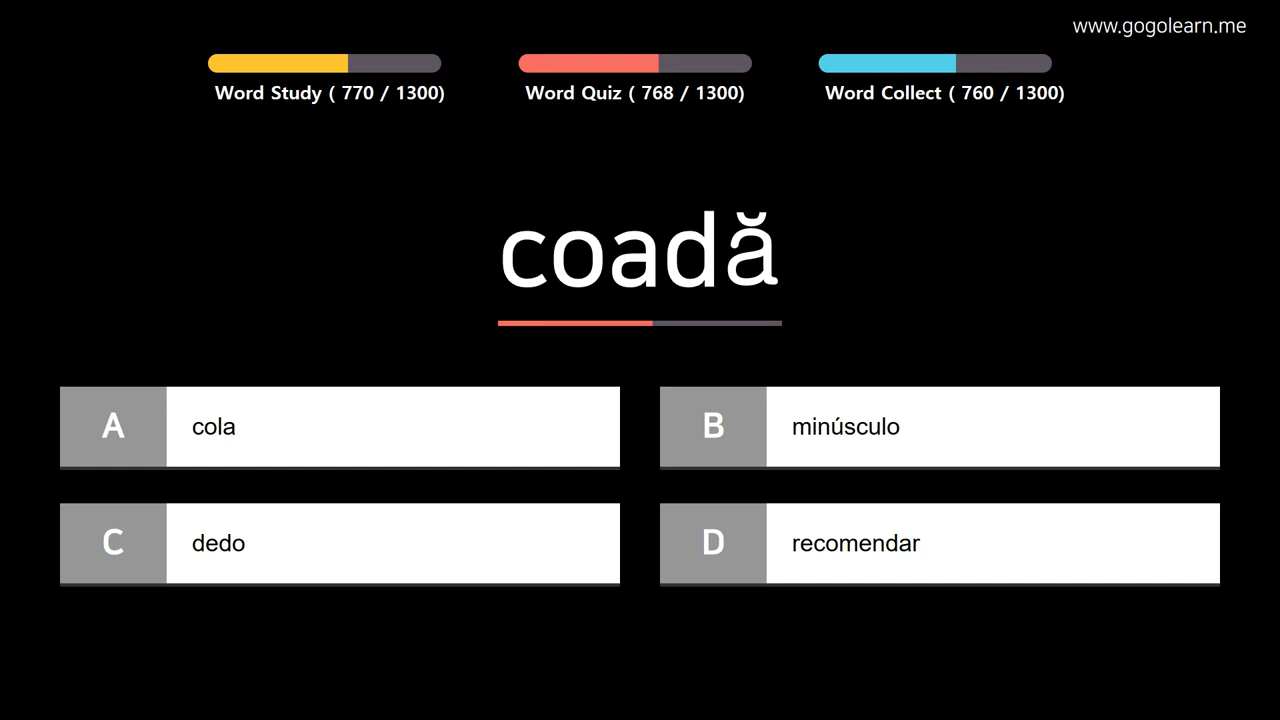 www.gogolearn.me
Word Study ( 770 / 1300)
Word Quiz ( 768 / 1300)
Word Collect ( 760 / 1300)
coadă
A
cola
B
minúsculo
C
dedo
D
recomendar